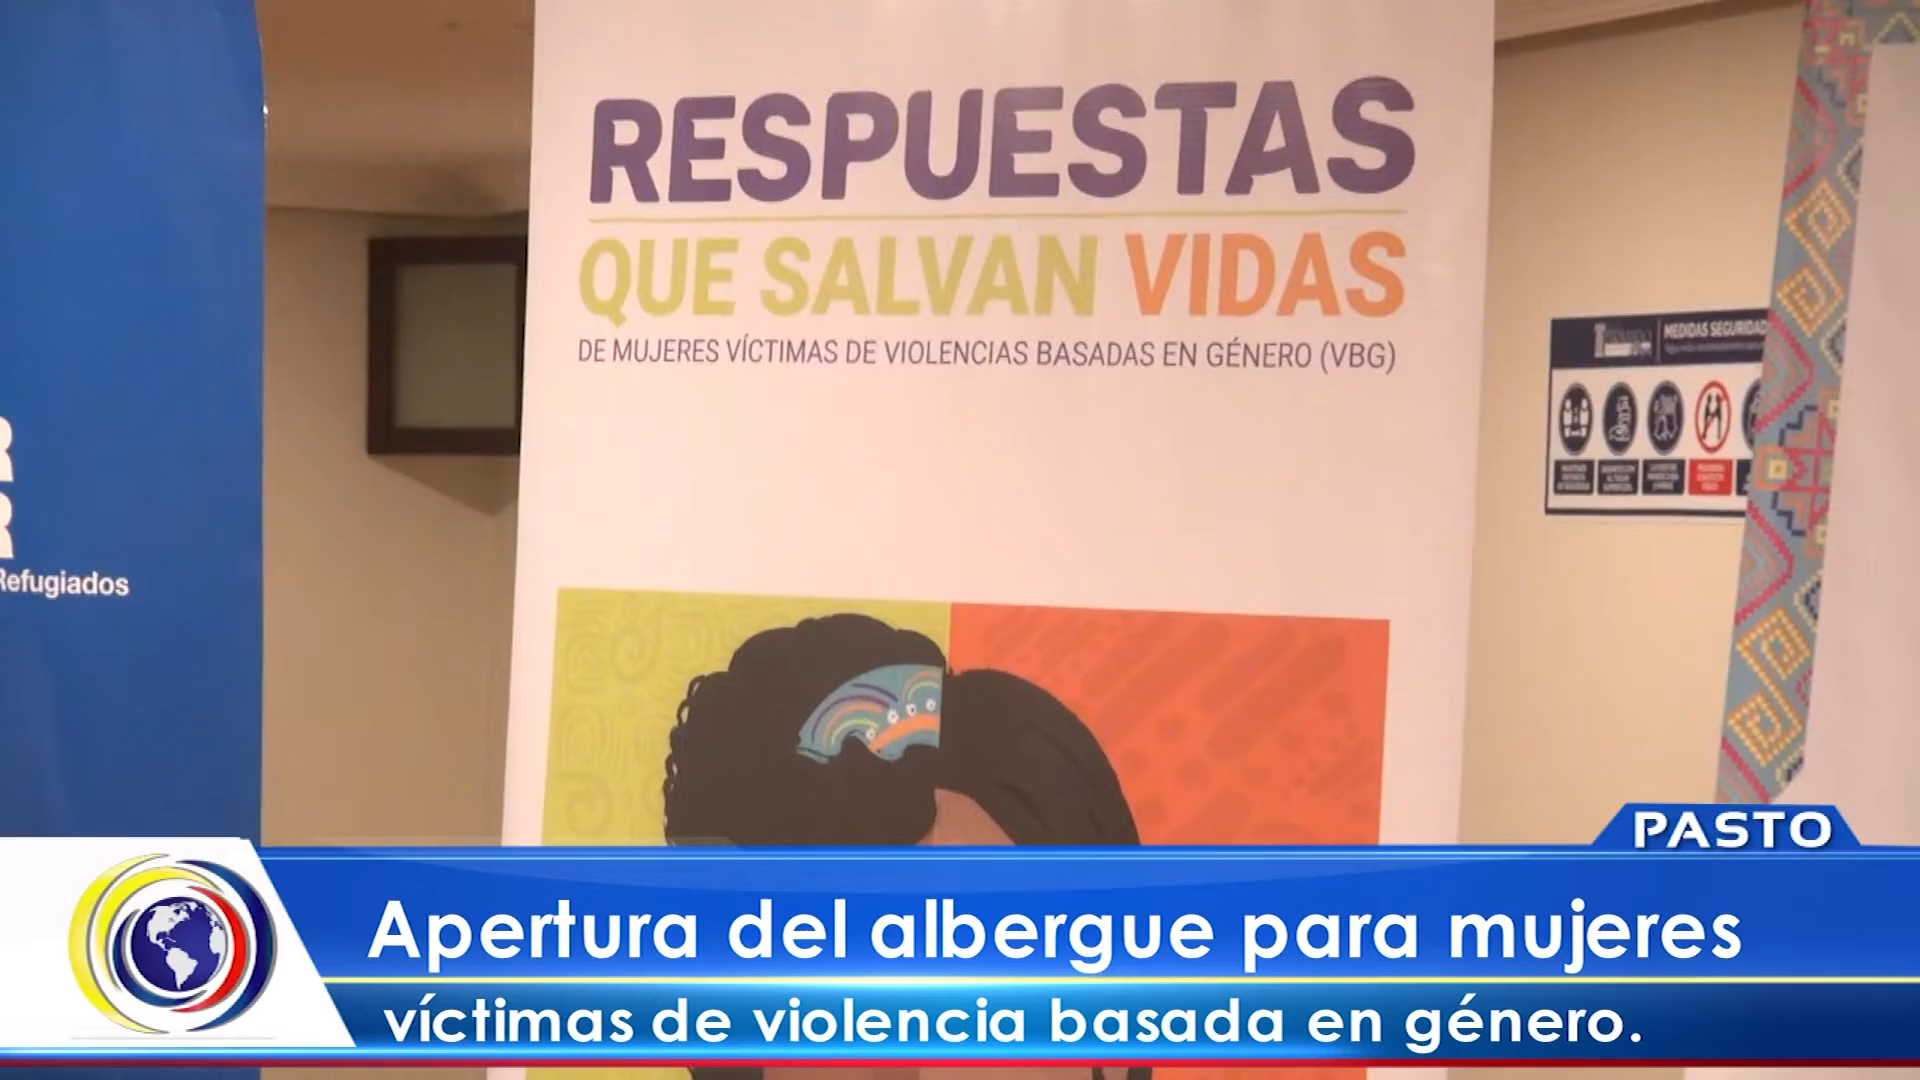 RESPUESTAS
QUE SALVAN VIDAS
DE MUJERES VÍCTIMAS DE VIOLENCIAS BASADAS EN GÉNERO (VBG)
MEDIDAS SEGURIDAD
Refugiados
PASTO
Apertura del albergue para mujeres
víctimas de violencia basada en género.